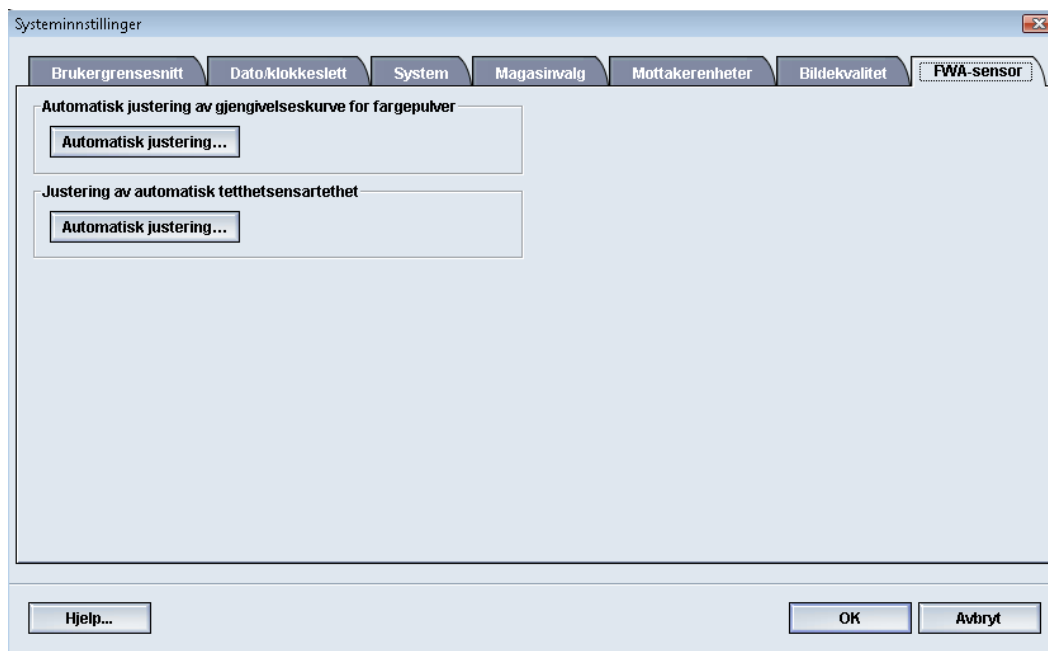 Systeminnstillinger
Brukergrensesnitt Dato/klokkeslett System Magasinvalg Mottakerenheter Bildekvalitet FWA-sensor
Automatisk justering av gjengivelseskurve for fargepulver
Automatisk justering...
Justering av automatisk tetthetsensartethet
Automatisk justering...
Hjelp... OK Avbryt